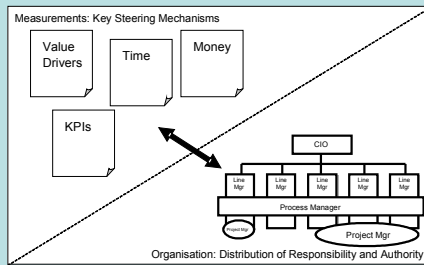 Measurements: Key Steering Mechanisms
Value
Drivers
Time
Money
KPIs
CIO
Line
Mgr
Line
Mgr
Line
Mgr
Line
Mgr
Line
Mgr
Process Manager
Project Mgr
Project Mgr
Organisation: Distribution of Responsibility and Authority